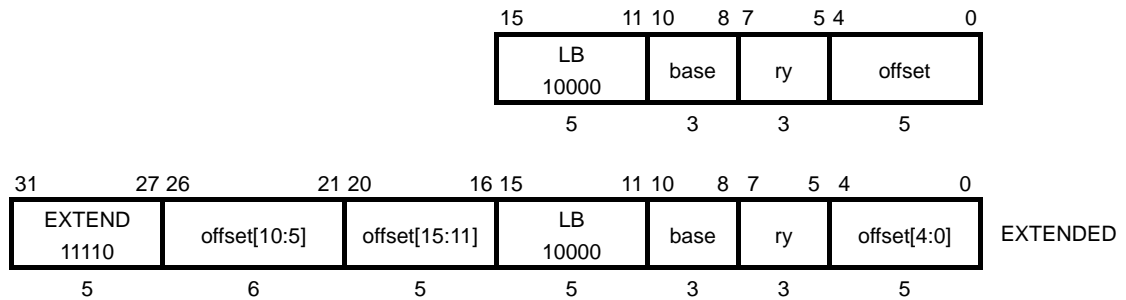 15 11 10 8 7 5 4 0
LB
10000 base ry offset
5 3 3 5
31 27 26 21 20 16 15 11 10 8 7 5 4 0
EXTEND
11110 offset[10:5] offset[15:11] LB
10000 base ry offset[4:0] EXTENDED
5 6 5 5 3 3 5